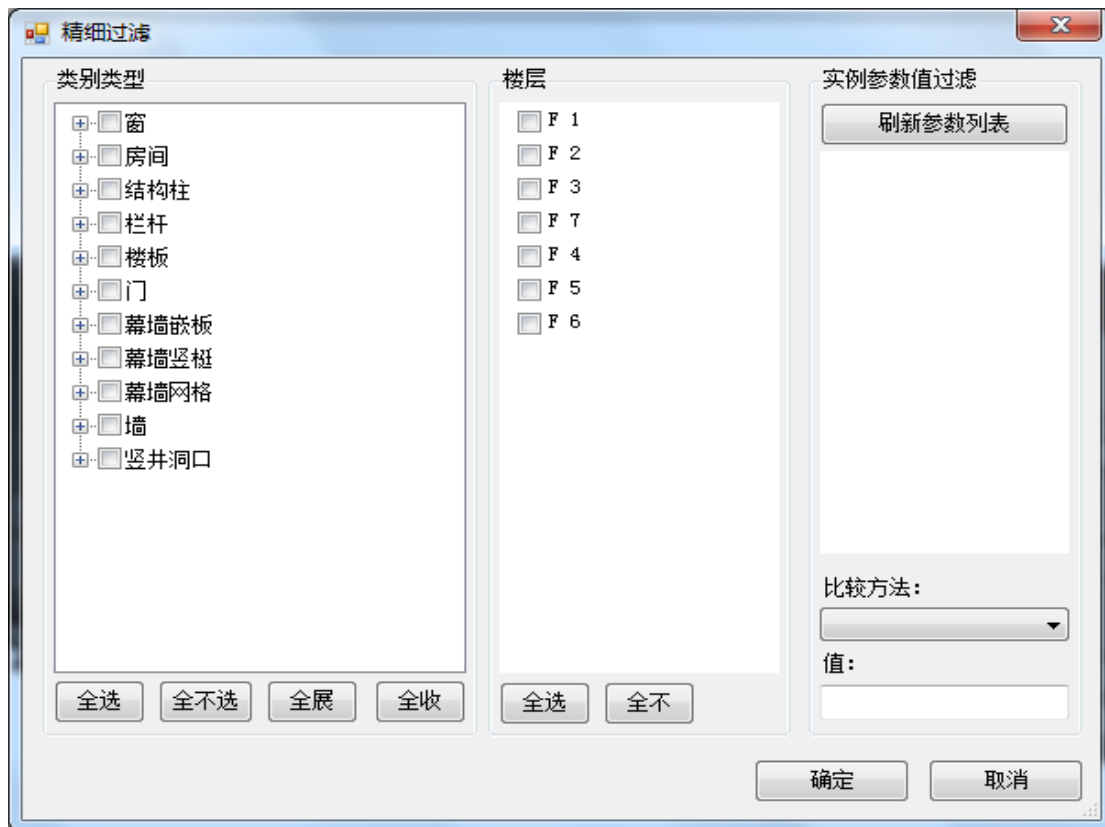 精细过滤
类别类型
窗
房间
结构柱
栏杆
楼板
门
幕墙嵌板
幕墙竖梃
幕墙网格
墙
竖井洞口
全选
全不选
全展
全收
楼层
F 1
F 2
F 3
F 7
F 4
F 5
F 6
全选
全不
实例参数值过滤
刷新参数列表
比较方法：
值：
确定
取消